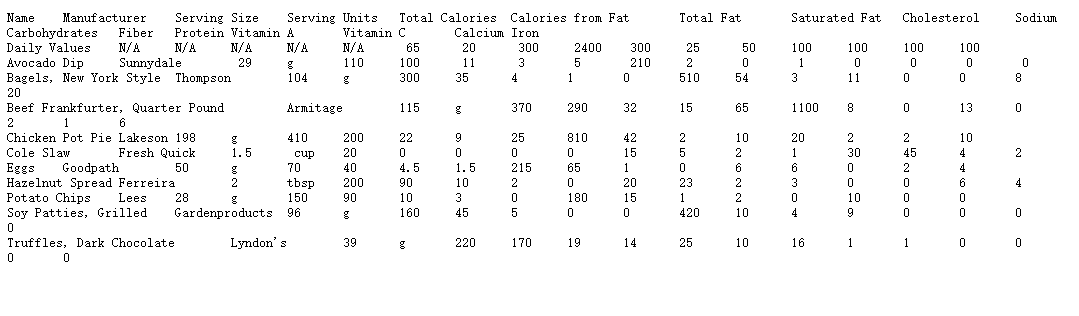 Name Manufacturer Serving Size Serving Units Total Calories Calories from Fat Total Fat Saturated Fat Cholesterol Sodium
Carbohydrates Fiber Protein Vitamin A Vitamin C Calcium Iron
Daily Values N/A N/A N/A N/A N/A 65 20 300 2400 300 25 50 100 100 100 100
Avocado Dip Sunnydale 29 g 110 100 11 3 5 210 2 0 1 0 0 0 0
Bagels, New York Style Thompson 104 g 300 35 4 1 0 510 54 3 11 0 0 8
20
Beef Frankfurter, Quarter Pound Armitage 115 g 370 290 32 15 65 1100 8 0 13 0
2 1 6
Chicken Pot Pie Lakeson 198 g 410 200 22 9 25 810 42 2 10 20 2 2 10
Cole Slaw Fresh Quick 1.5 cup 20 0 0 0 0 15 5 2 1 30 45 4 2
Eggs Goodpath 50 g 70 40 4.5 1.5 215 65 1 0 6 6 0 2 4
Hazelnut Spread Ferreira 2 tbsp 200 90 10 2 0 20 23 2 3 0 0 6 4
Potato Chips Lees 28 g 150 90 10 3 0 180 15 1 2 0 10 0 0
Soy Patties, Grilled Gardenproducts 96 g 160 45 5 0 0 420 10 4 9 0 0 0
0
Truffles, Dark Chocolate Lyndon's 39 g 220 170 19 14 25 10 16 1 1 0 0
0 0